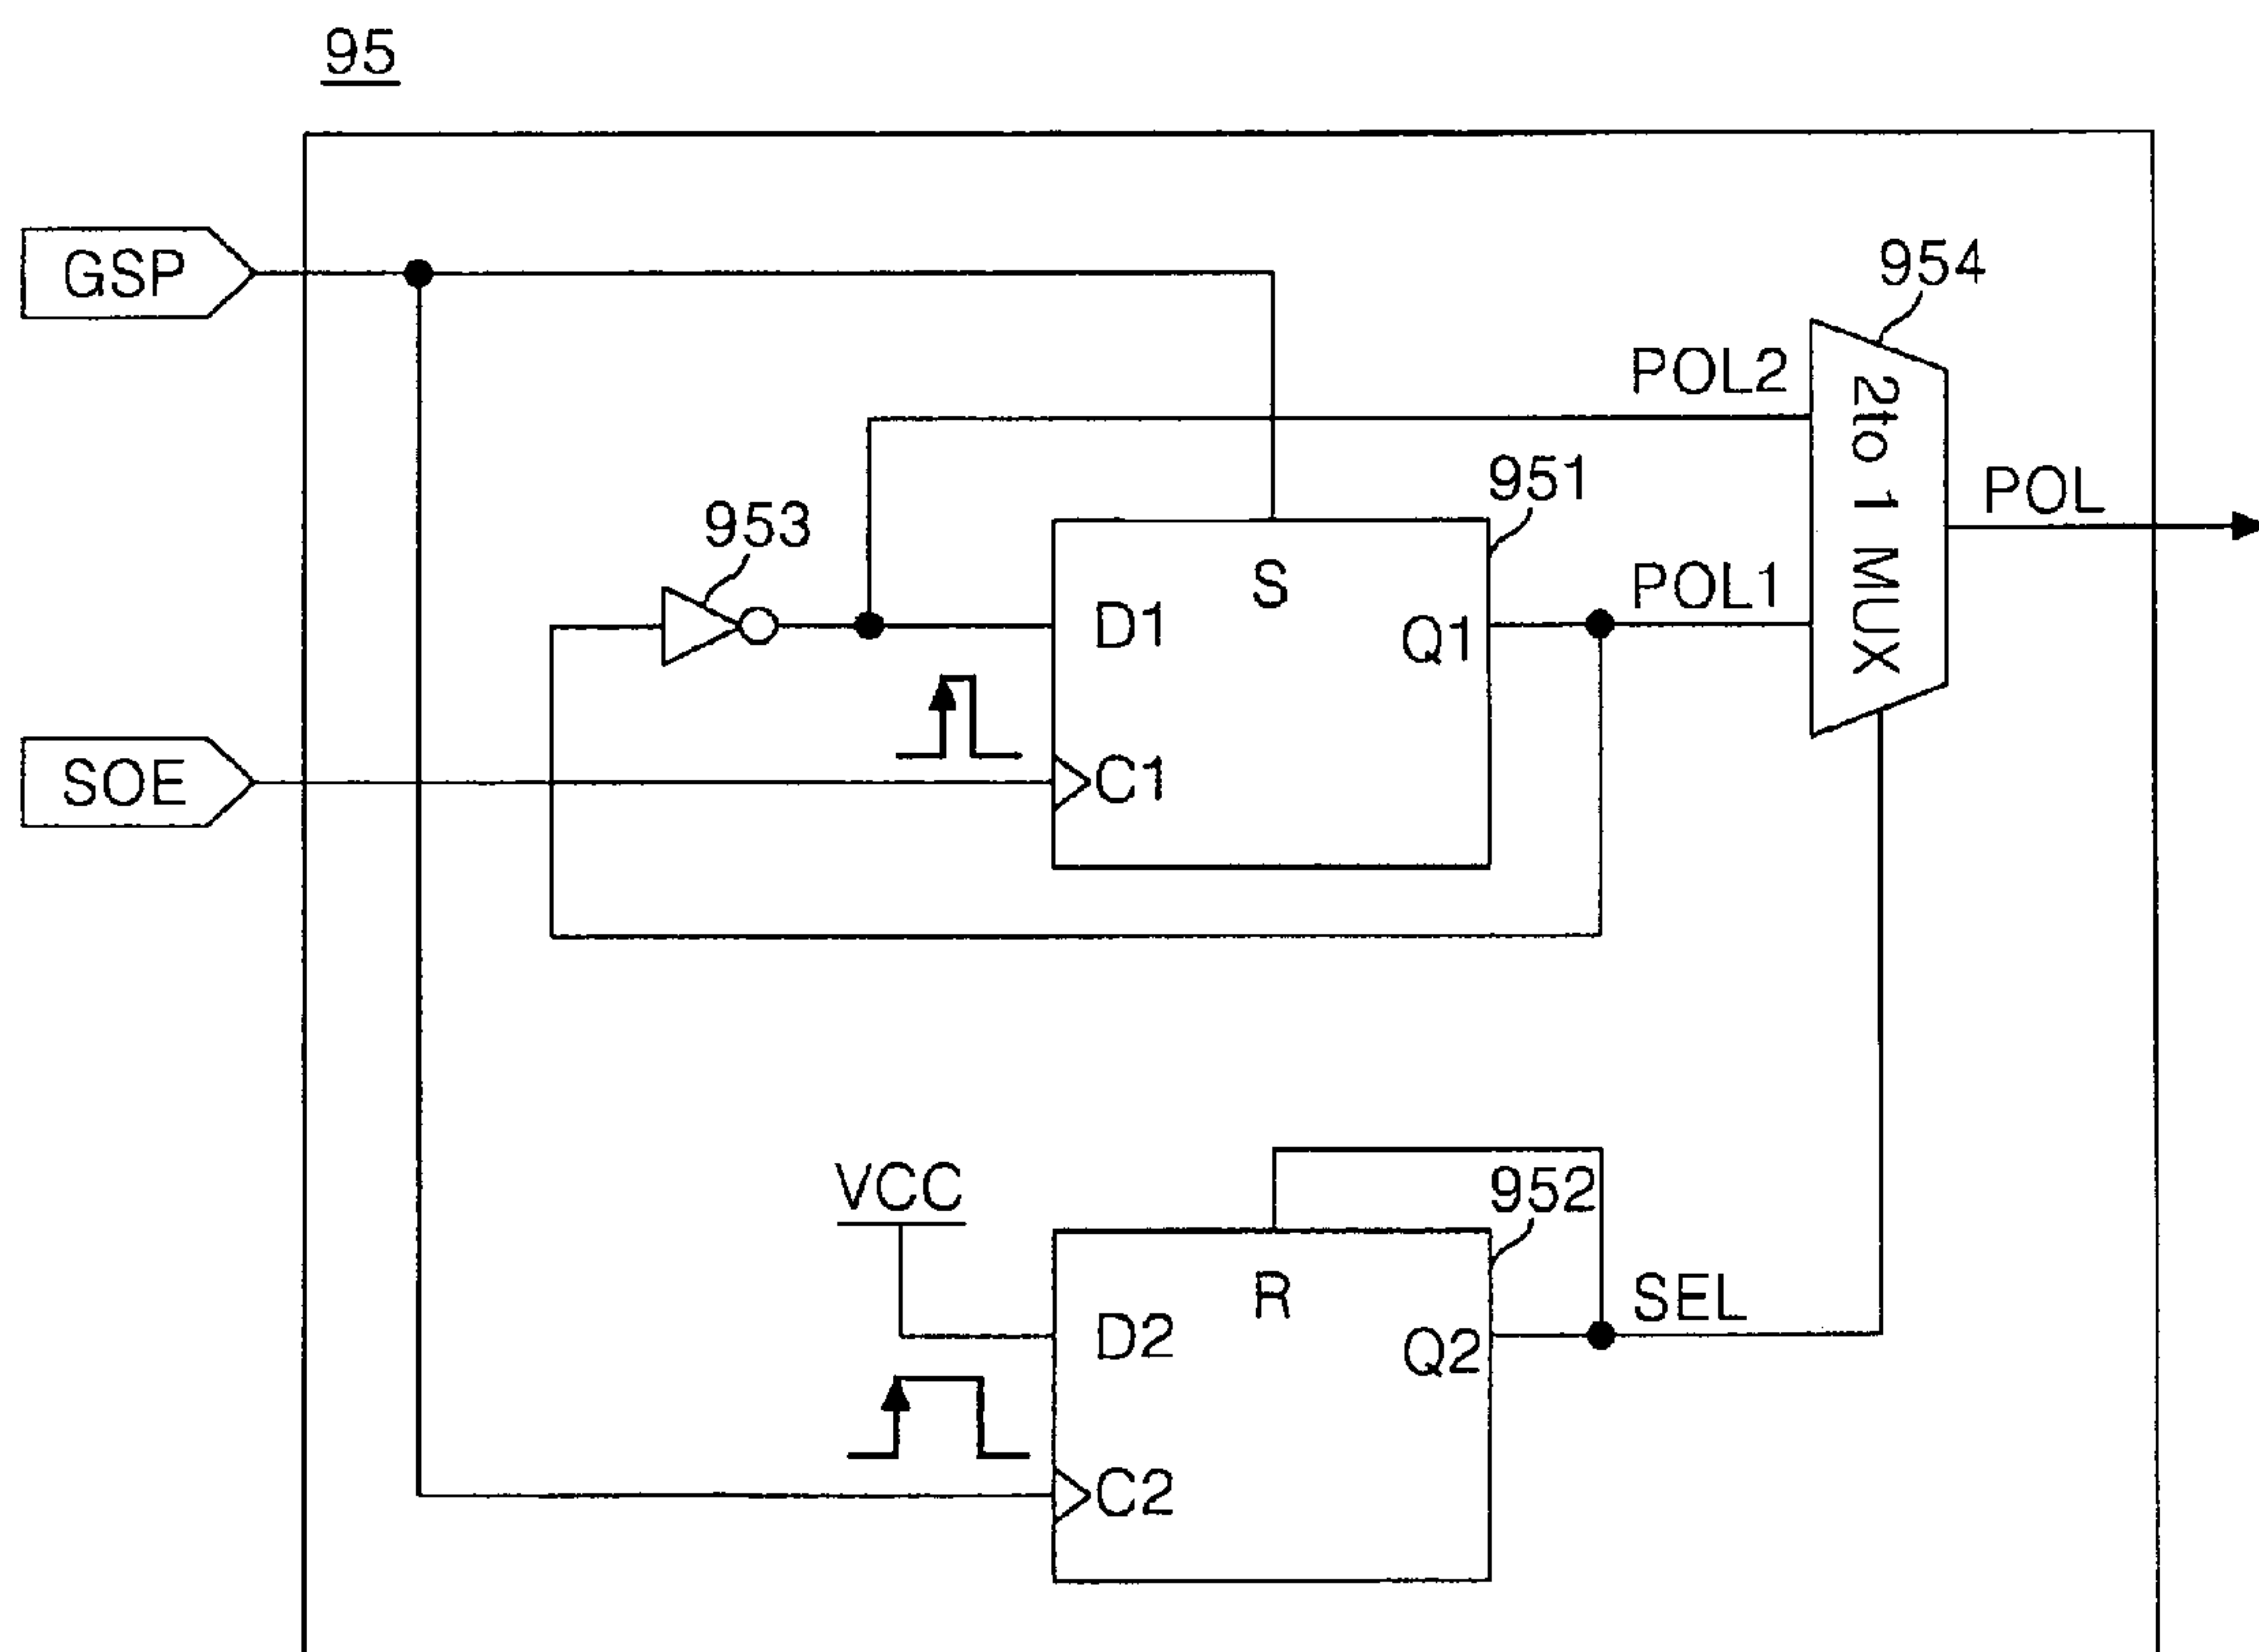 95
GSP
954
POL2
2to 1 MUX
951
POL
953
S
POL1
D1
Q1
SOE
C1
VCC
952
R
SEL
D2
Q2
C2